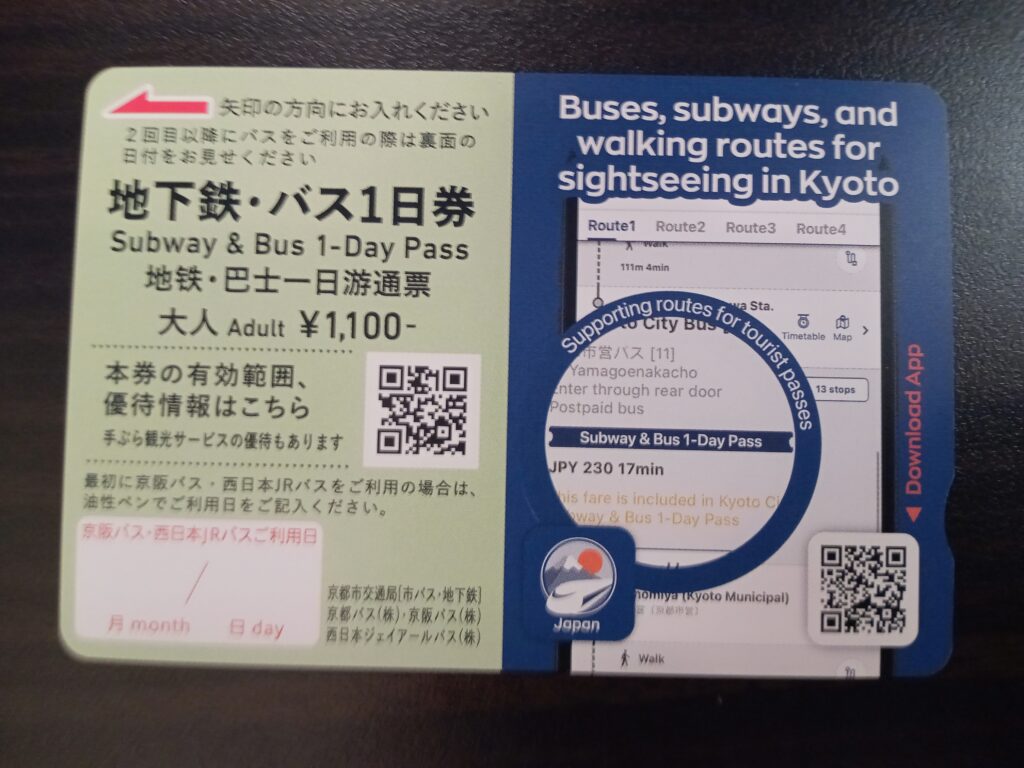 矢印の方向にお入れください
2回目以降にバスをご利用の際は裏面の
日付をお見せください
地下鉄・バス1日券
Subway & Bus 1-Day Pass
地铁・巴士一日游通票
大人 Adult ¥1,100-
本券の有効範囲、
優待情報はこちら
手ぶら観光サービスの優待もあります
最初に京阪バス・西日本JRバスをご利用の場合は、
油性ペンでご利用日をご記入ください。
京阪バス・西日本JRバスご利用日
/
月 month 日 day
京都市交通局[市バス・地下鉄]
京都バス(株)・京阪バス(株)
西日本ジェイアールバス(株)
Buses, subways, and
walking routes for
sightseeing in Kyoto
Route1 Route2 Route3 Route4
Walk
111m 4min
Sta.
Supporting routes for tourist passes
City Bus
Timetable Map
市営バス [11]
Yamagoenakacho
Enter through rear door
Postpaid bus
13 stops
Subway & Bus 1-Day Pass
JPY 230 17min
this fare is included in Kyoto
Bus 1-Day Pass
(Kyoto Municipal)
(京都市営)
Walk
Japan
Download App